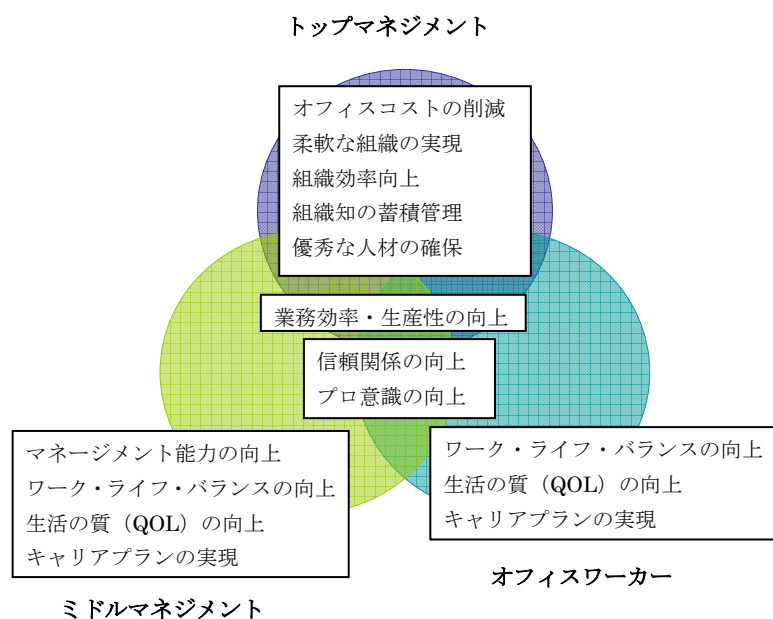 トップマネジメント
オフィスコストの削減
柔軟な組織の実現
組織効率向上
組織知の蓄積管理
優秀な人材の確保
業務効率・生産性の向上
信頼関係の向上
プロ意識の向上
マネージメント能力の向上
ワーク・ライフ・バランスの向上
生活の質（QOL）の向上
キャリアプランの実現
ミドルマネジメント
ワーク・ライフ・バランスの向上
生活の質（QOL）の向上
キャリアプランの実現
オフィスワーカー